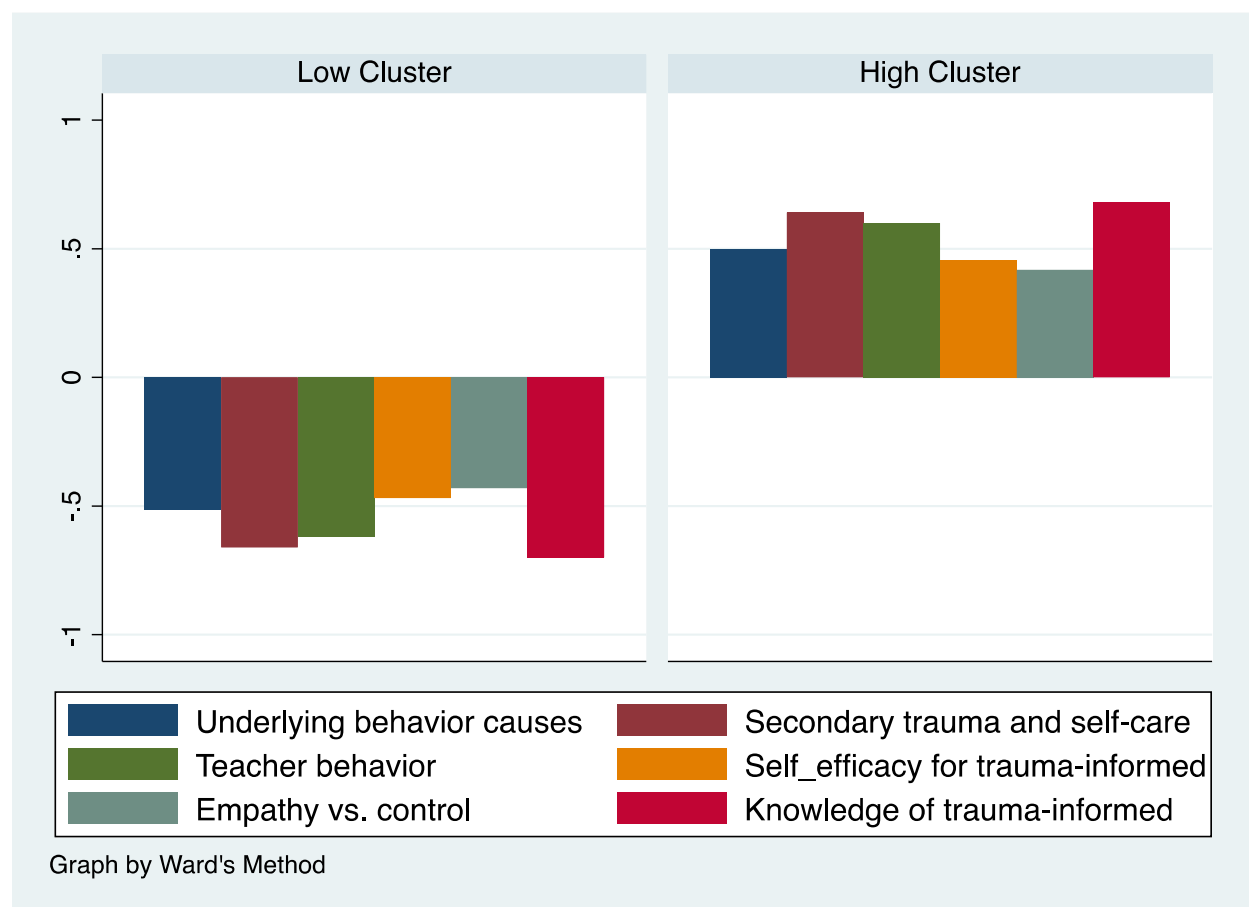 Low Cluster
High Cluster
1
.5
0
-.5
-1
Underlying behavior causes
Secondary trauma and self-care
Teacher behavior
Self_efficacy for trauma-informed
Empathy vs. control
Knowledge of trauma-informed
Graph by Ward's Method